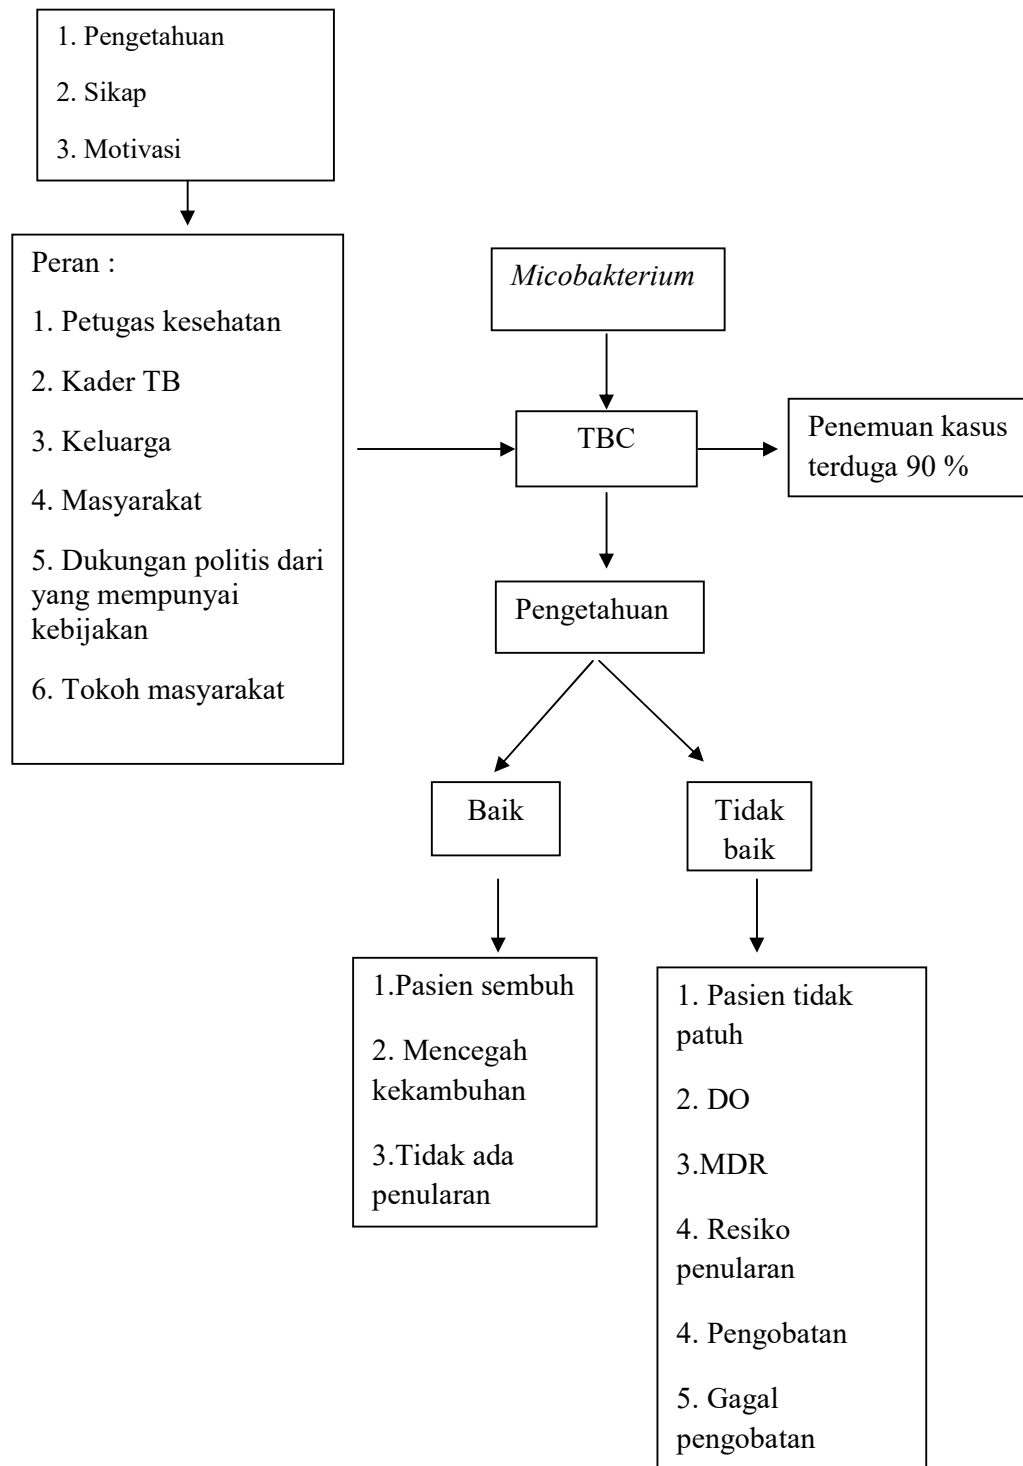 1. Pengetahuan
2. Sikap
3. Motivasi
Peran :
1. Petugas kesehatan
2. Kader TB
3. Keluarga
4. Masyarakat
5. Dukungan politis dari
yang mempunyai
kebijakan
6. Tokoh masyarakat
Micobakterium
TBC
Penemuan kasus
terduga 90 %
Pengetahuan
Baik
Tidak
baik
1.Pasien sembuh
2. Mencegah
kekambuhan
3.Tidak ada
penularan
1. Pasien tidak
patuh
2. DO
3.MDR
4. Resiko
penularan
4. Pengobatan
5. Gagal
pengobatan